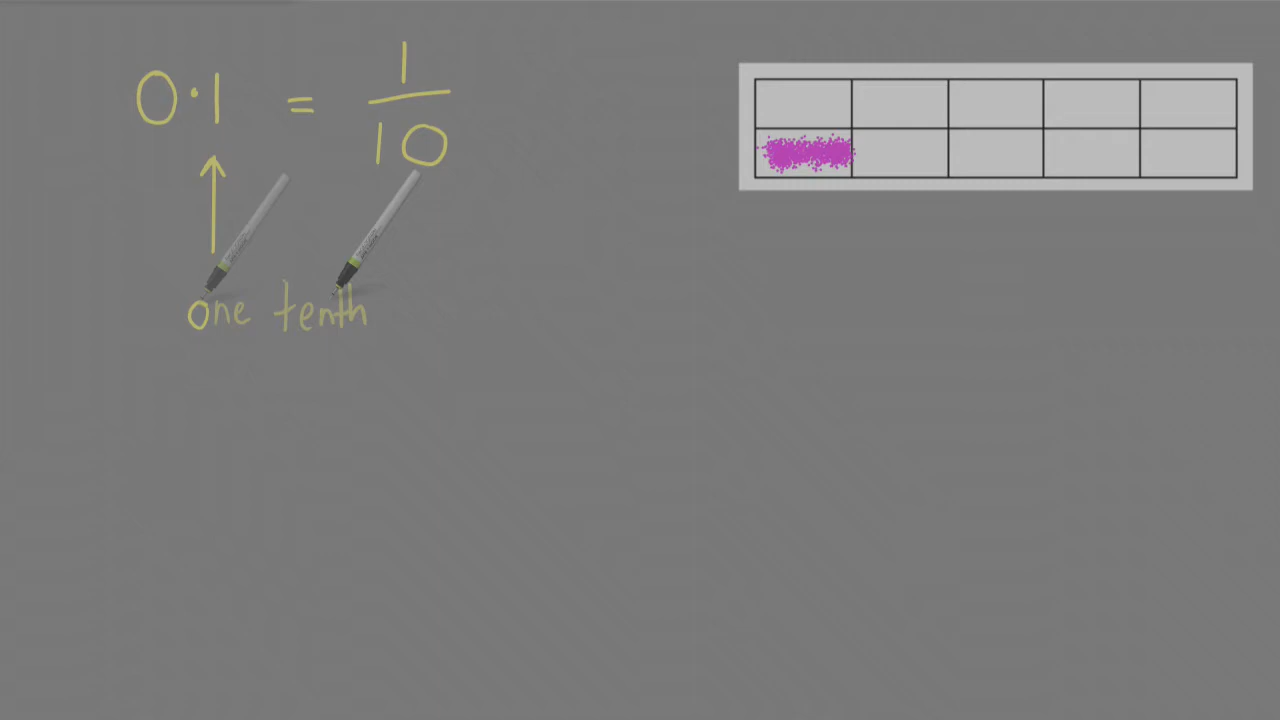 0·1 = 1/10
one tenth